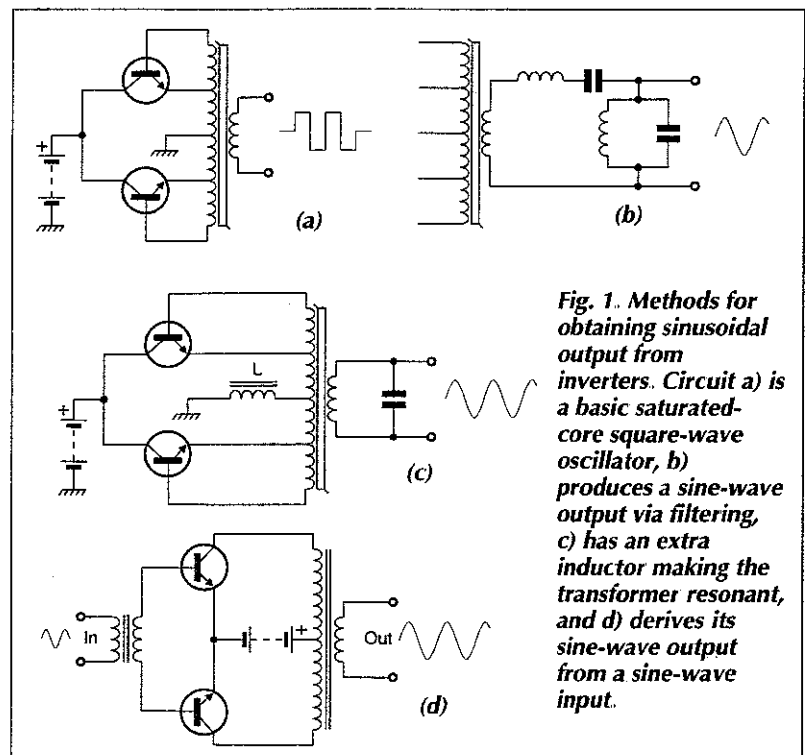 +
(a)
(b)
Fig. 1. Methods for
obtaining sinusoidal
output from
inverters. Circuit a) is
a basic saturated-
core square-wave
oscillator, b)
produces a sine-wave
output via filtering,
c) has an extra
inductor making the
transformer resonant,
and d) derives its
sine-wave output
from a sine-wave
input.
L
+
(c)
+
In
Out
(d)